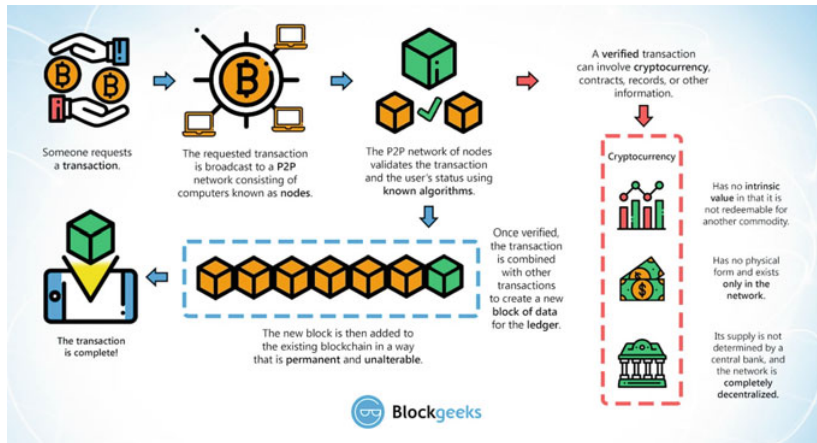 Someone requests
a transaction.
The requested transaction
is broadcast to a P2P
network consisting of
computers known as nodes.
The P2P network of nodes
validates the transaction
and the user's status using
known algorithms.
A verified transaction
can involve cryptocurrency,
contracts, records, or other
information.
Cryptocurrency
Has no intrinsic
value in that it is
not redeemable for
another commodity.
Has no physical
form and exists
only in the
network.
Its supply is not
determined by a
central bank, and
the network is
completely
decentralized.
Once verified,
the transaction
is combined
with other
transactions
to create a new
block of data
for the ledger.
The new block is then added to
the existing blockchain in a way
that is permanent and unalterable.
The transaction
is complete!
Blockgeeks